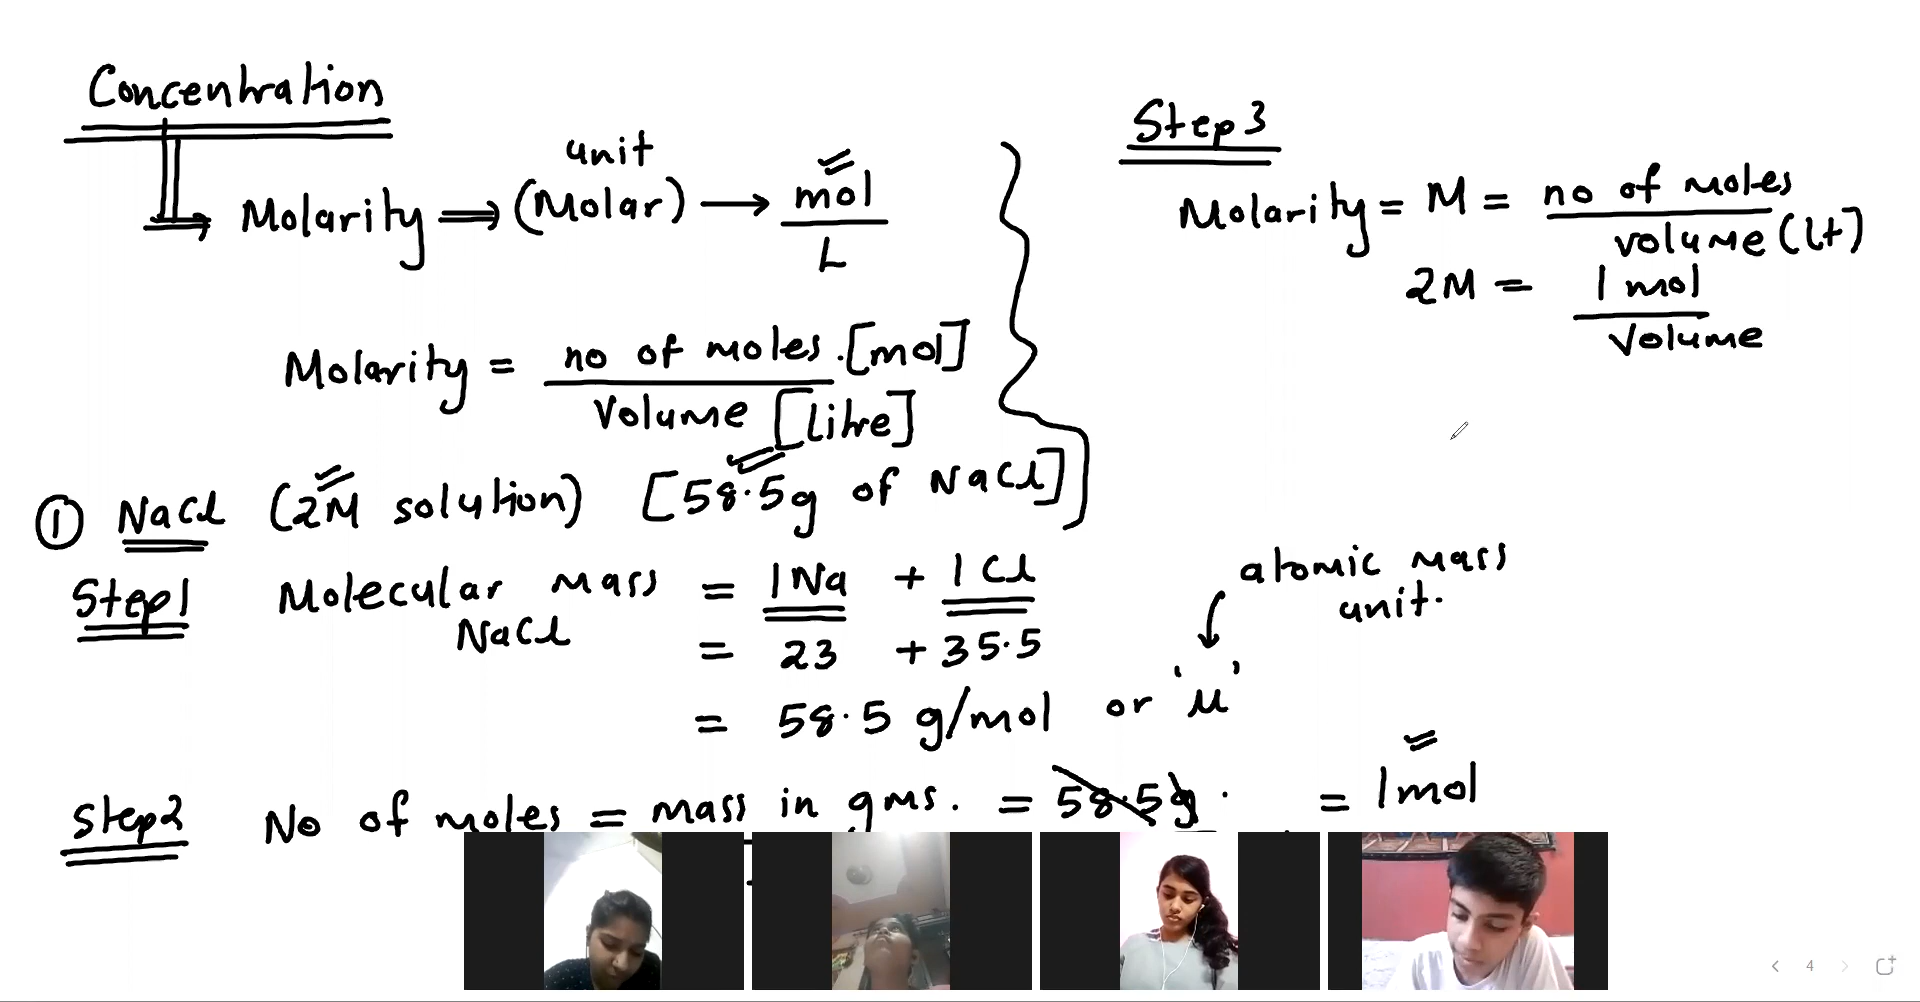 Concentration
unit
Molarity ⇒ (Molar) → mol
L
Molarity = no of moles . [mol]
Volume [litre]
① NaCl (2M solution) [58.5g of NaCl]
Step1 Molecular mass = 1Na + 1Cl
NaCl = 23 + 35.5
= 58.5 g/mol or 'u'
atomic mass
unit.
Step2 No of moles = mass in gms. = 58.5g. = 1mol
Step3
Molarity = M = no of moles
volume (lt)
2M = 1 mol
Volume
4